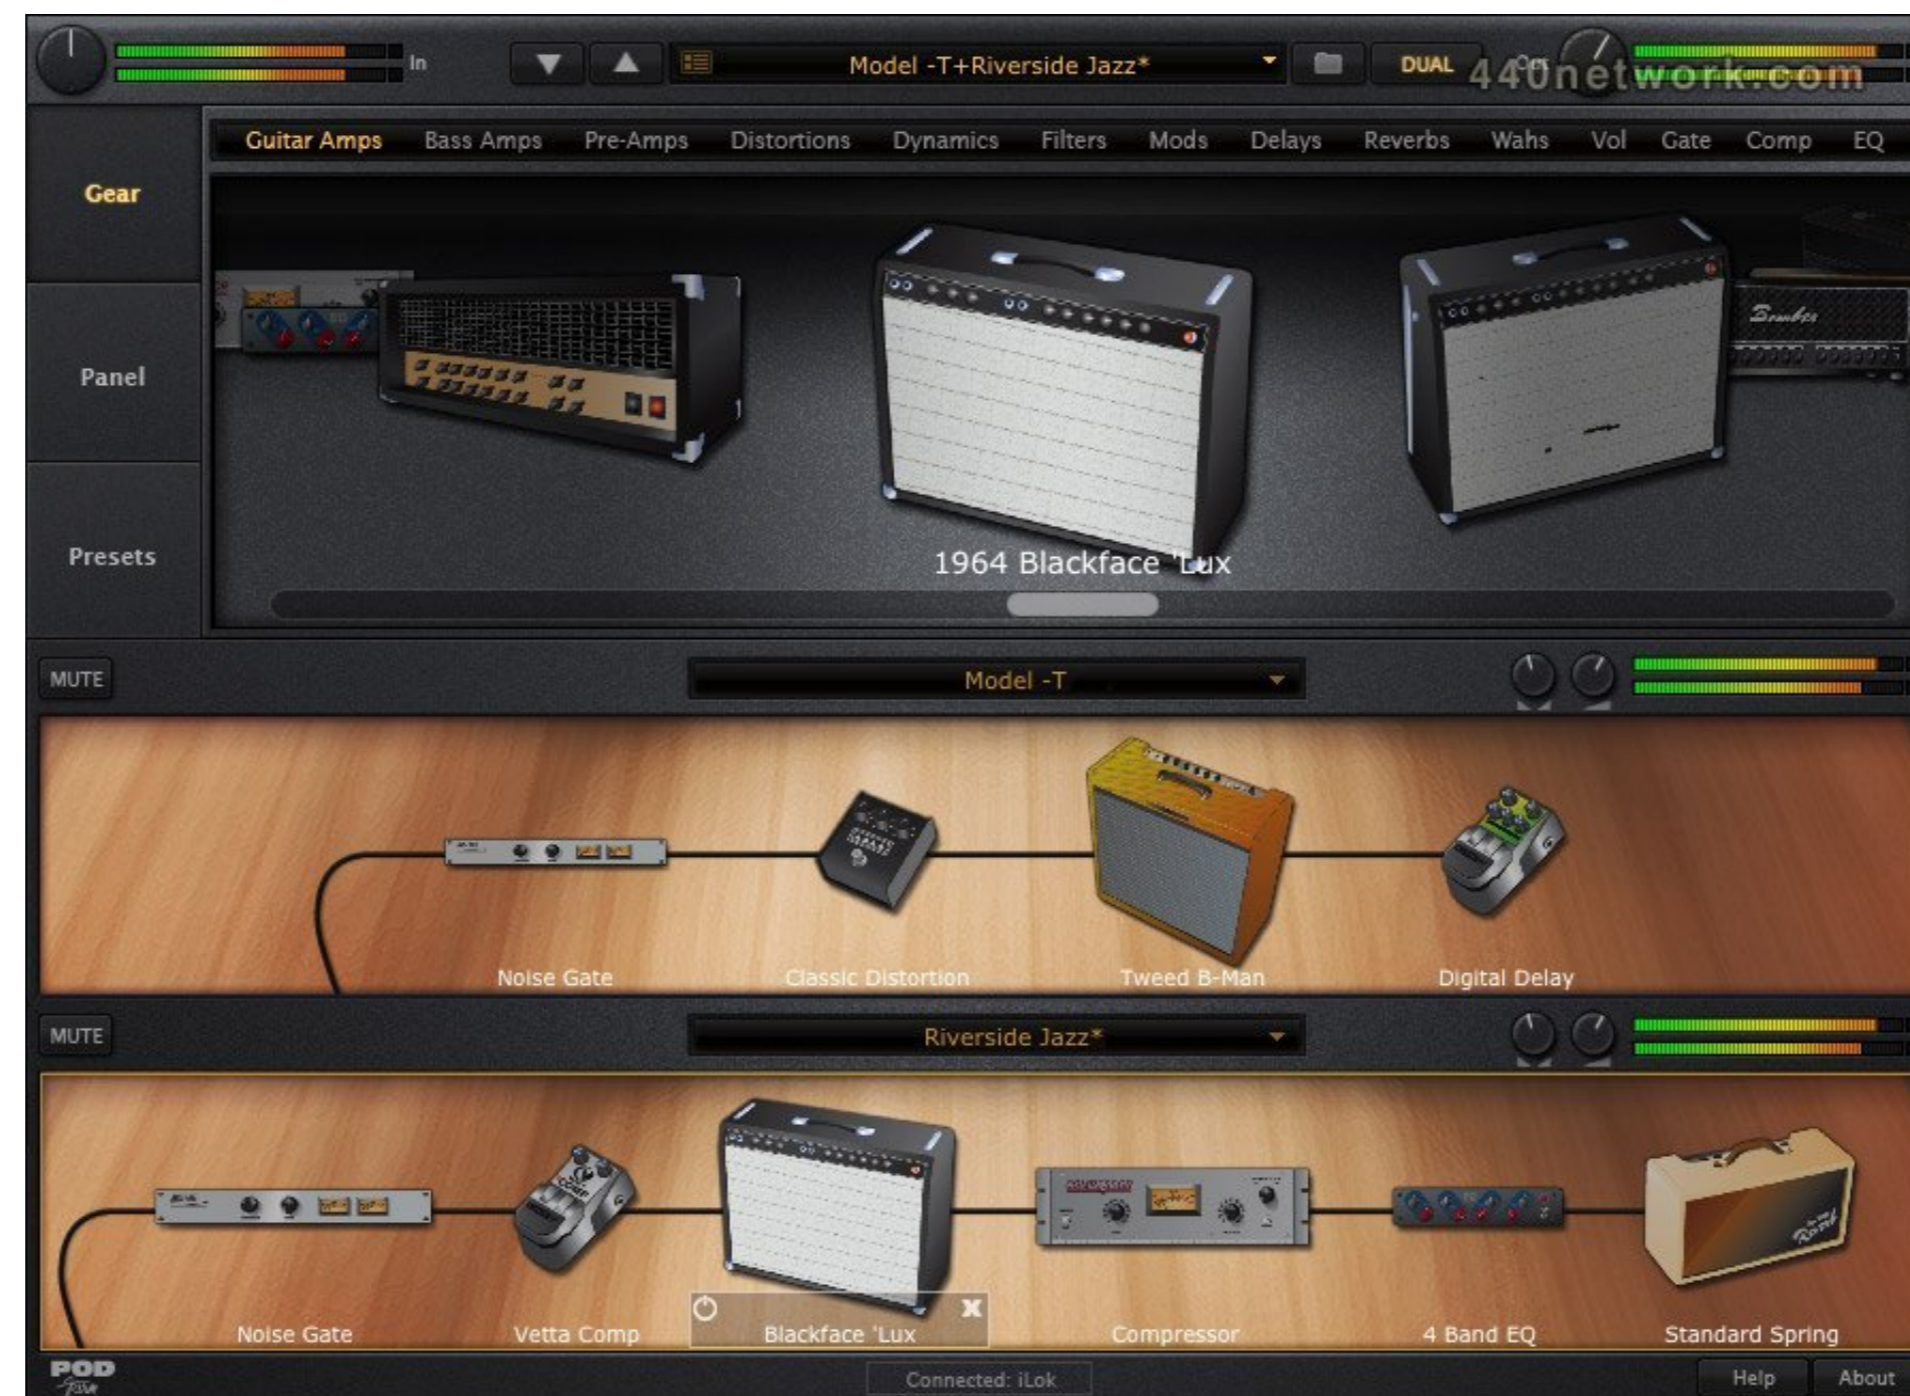 In
Model -T+Riverside Jazz*
DUAL
440network.com
Guitar Amps Bass Amps Pre-Amps Distortions Dynamics Filters Mods Delays Reverbs Wahs Vol Gate Comp EQ
Gear
Panel
Presets
Bomber
1964 Blackface 'Lux
MUTE
Model -T
Noise Gate Classic Distortion Tweed B-Man Digital Delay
MUTE
Riverside Jazz*
COMP
Noise Gate Vetta Comp Blackface 'Lux Compressor 4 Band EQ Standard Spring
POD
Farm
Connected: iLok
Help
About